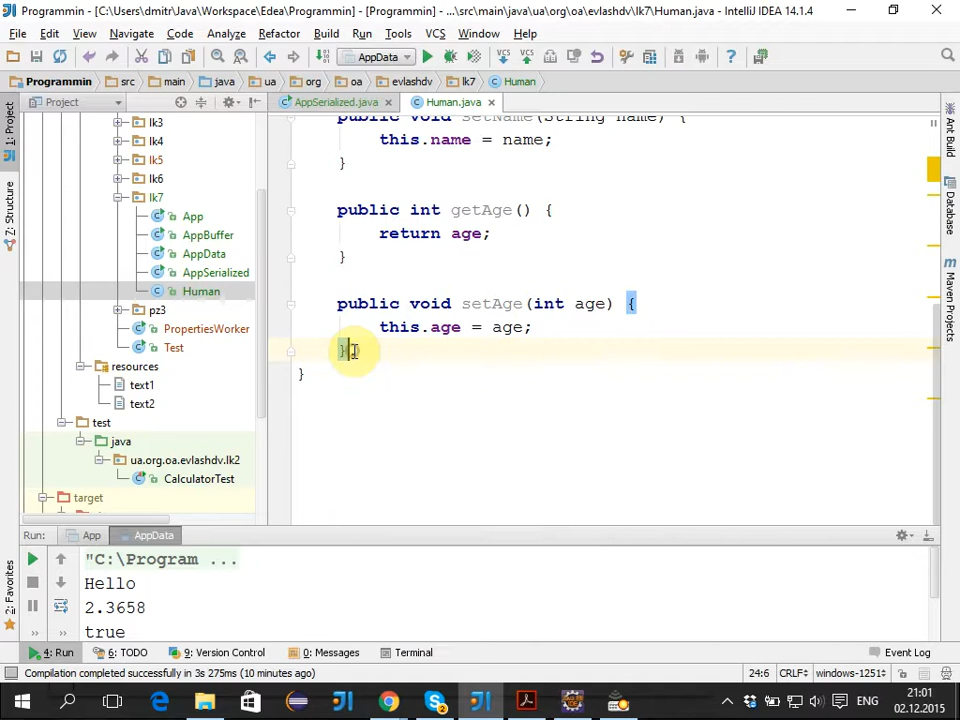 Programmin - [C:\Users\dmitr\Java\Workspace\Edea\Programmin] - [Programmin] - ...\src\main\java\ua\org\oa\evlashdv\lk7\Human.java - IntelliJ IDEA 14.1.4
File Edit View Navigate Code Analyze Refactor Build Run Tools VCS Window Help
AppData
Programmin src main java ua org oa evlashdv lk7 Human
Project
AppSerialized.java Human.java
1: Project
Z: Structure
2: Favorites
lk3
lk4
lk5
lk6
lk7
App
AppBuffer
AppData
AppSerialized
Human
pz3
PropertiesWorker
Test
resources
text1
text2
test
java
ua.org.oa.evlashdv.lk2
CalculatorTest
target
public void setName(String name) {
this.name = name;
}
public int getAge() {
return age;
}
public void setAge(int age) {
this.age = age;
}
}
Ant Build
Database
Maven Projects
Run: App AppData
"C:\Program ...
Hello
2.3658
true
4: Run 6: TODO 9: Version Control 0: Messages Terminal Event Log
Compilation completed successfully in 3s 275ms (10 minutes ago) 24:6 CRLF windows-1251
ENG
21:01
02.12.2015